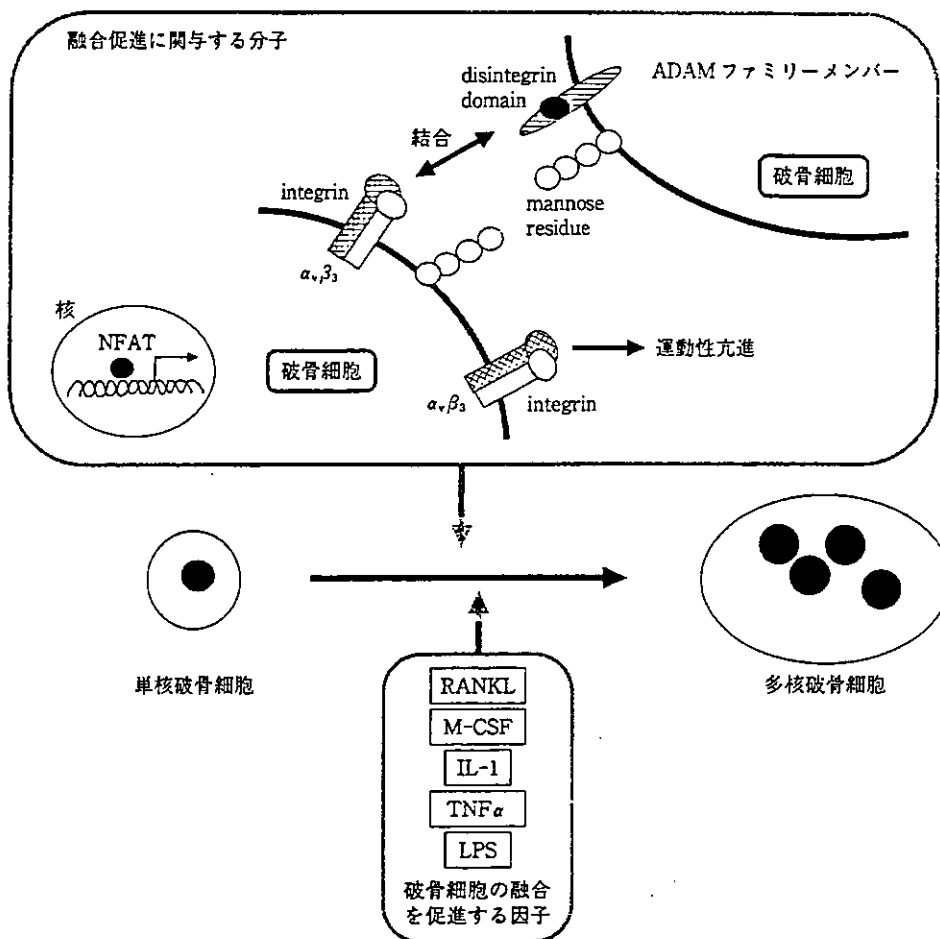 融合促進に関与する分子
disintegrin
domain
ADAM ファミリーメンバー
結合
破骨細胞
integrin
mannose
residue
αᵥβ₃
核
NFAT
破骨細胞
運動性亢進
αᵥβ₃
integrin
単核破骨細胞
多核破骨細胞
RANKL
M-CSF
IL-1
TNFα
LPS
破骨細胞の融合
を促進する因子